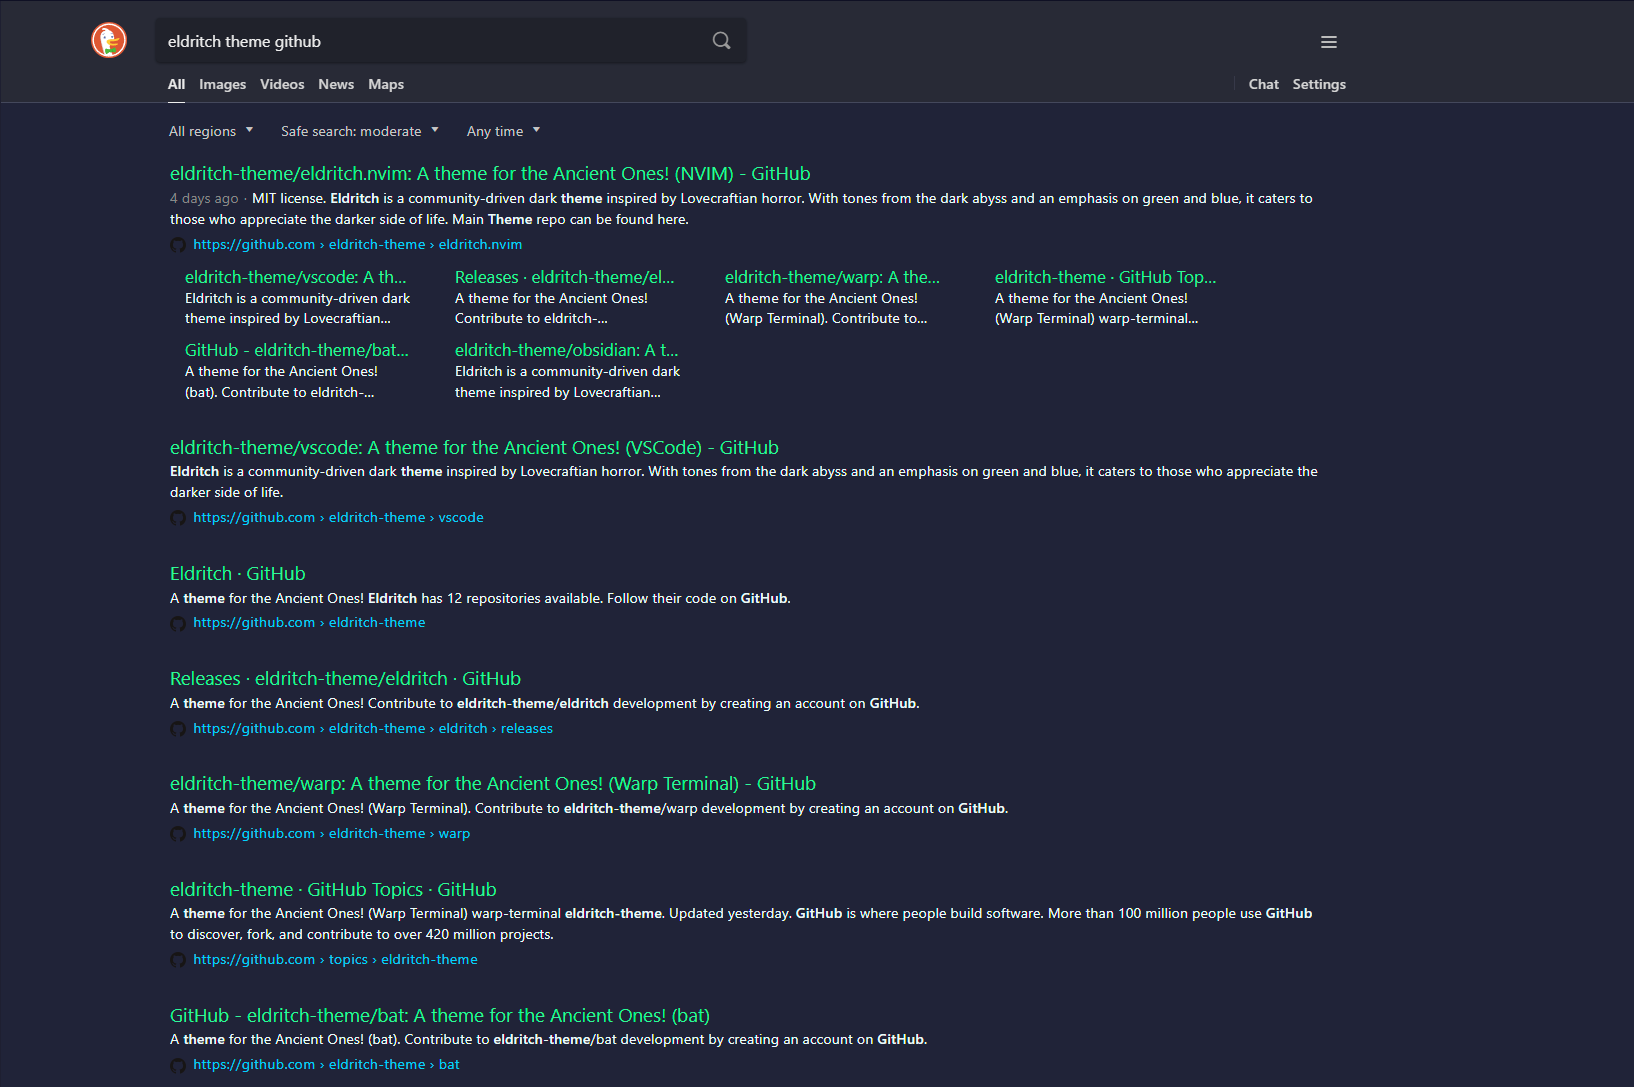 eldritch theme github
All Images Videos News Maps Chat Settings
All regions Safe search: moderate Any time
eldritch-theme/eldritch.nvim: A theme for the Ancient Ones! (NVIM) - GitHub
4 days ago · MIT license. Eldritch is a community-driven dark theme inspired by Lovecraftian horror. With tones from the dark abyss and an emphasis on green and blue, it caters to
those who appreciate the darker side of life. Main Theme repo can be found here.
https://github.com › eldritch-theme › eldritch.nvim
eldritch-theme/vscode: A th...
Eldritch is a community-driven dark
theme inspired by Lovecraftian...
Releases · eldritch-theme/el...
A theme for the Ancient Ones!
Contribute to eldritch-...
eldritch-theme/warp: A the...
A theme for the Ancient Ones!
(Warp Terminal). Contribute to...
eldritch-theme · GitHub Top...
A theme for the Ancient Ones!
(Warp Terminal) warp-terminal...
GitHub - eldritch-theme/bat...
A theme for the Ancient Ones!
(bat). Contribute to eldritch-...
eldritch-theme/obsidian: A t...
Eldritch is a community-driven dark
theme inspired by Lovecraftian...
eldritch-theme/vscode: A theme for the Ancient Ones! (VSCode) - GitHub
Eldritch is a community-driven dark theme inspired by Lovecraftian horror. With tones from the dark abyss and an emphasis on green and blue, it caters to those who appreciate the
darker side of life.
https://github.com › eldritch-theme › vscode
Eldritch · GitHub
A theme for the Ancient Ones! Eldritch has 12 repositories available. Follow their code on GitHub.
https://github.com › eldritch-theme
Releases · eldritch-theme/eldritch · GitHub
A theme for the Ancient Ones! Contribute to eldritch-theme/eldritch development by creating an account on GitHub.
https://github.com › eldritch-theme › eldritch › releases
eldritch-theme/warp: A theme for the Ancient Ones! (Warp Terminal) - GitHub
A theme for the Ancient Ones! (Warp Terminal). Contribute to eldritch-theme/warp development by creating an account on GitHub.
https://github.com › eldritch-theme › warp
eldritch-theme · GitHub Topics · GitHub
A theme for the Ancient Ones! (Warp Terminal) warp-terminal eldritch-theme. Updated yesterday. GitHub is where people build software. More than 100 million people use GitHub
to discover, fork, and contribute to over 420 million projects.
https://github.com › topics › eldritch-theme
GitHub - eldritch-theme/bat: A theme for the Ancient Ones! (bat)
A theme for the Ancient Ones! (bat). Contribute to eldritch-theme/bat development by creating an account on GitHub.
https://github.com › eldritch-theme › bat